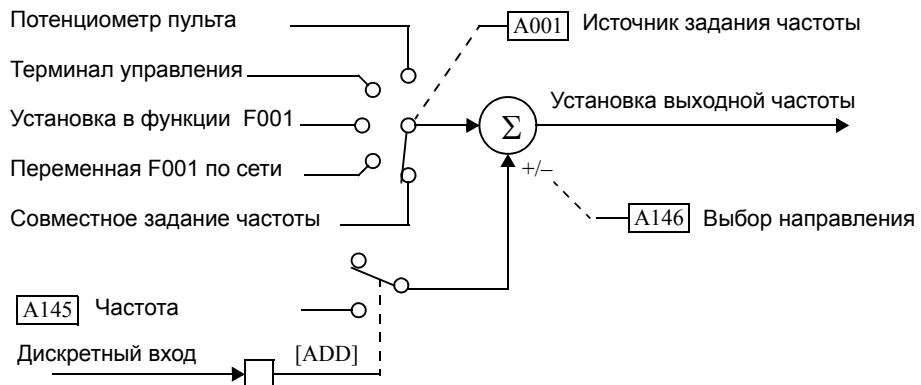 Потенциометр пульта
A001 Источник задания частоты
Терминал управления
Установка в функции F001
Σ
Установка выходной частоты
Переменная F001 по сети
+/–
Совместное задание частоты
A146 Выбор направления
A145 Частота
Дискретный вход
[ADD]